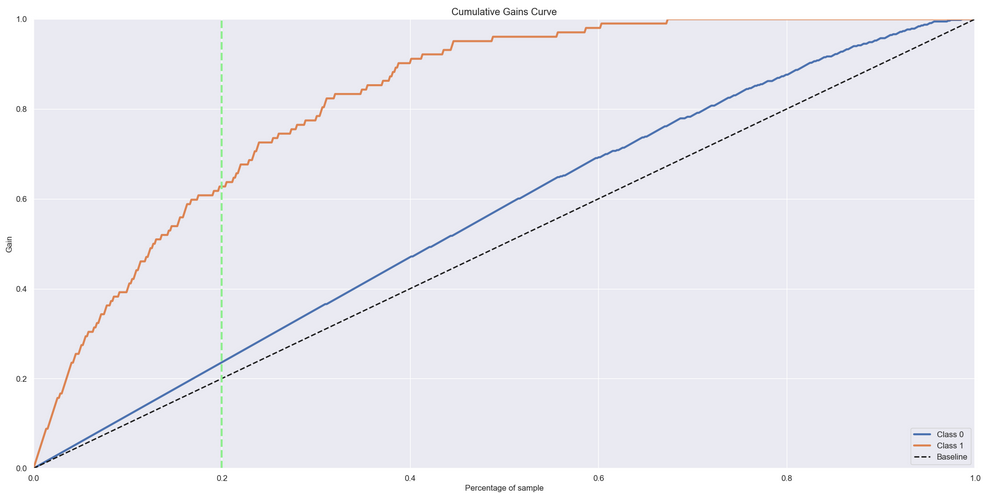 Cumulative Gains Curve
1.0
0.8
0.6
0.4
0.2
0.0
Gain
0.0 0.2 0.4 0.6 0.8 1.0
Percentage of sample
Class 0
Class 1
Baseline